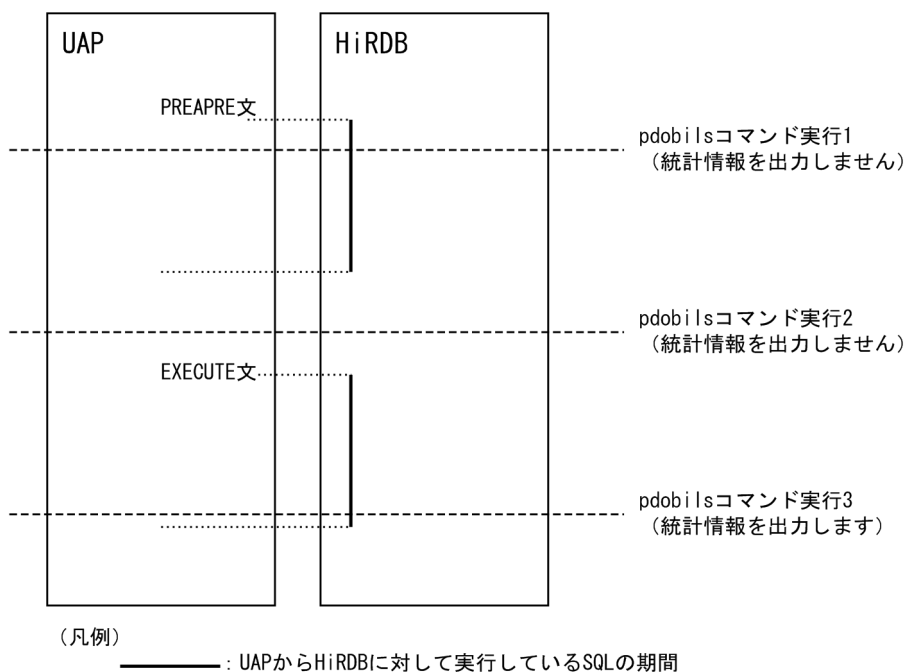 UAP
HiRDB
PREAPRE文
pdobilsコマンド実行1
（統計情報を出力しません）
pdobilsコマンド実行2
（統計情報を出力しません）
EXECUTE文
pdobilsコマンド実行3
（統計情報を出力します）
（凡例）
：UAPからHiRDBに対して実行しているSQLの期間